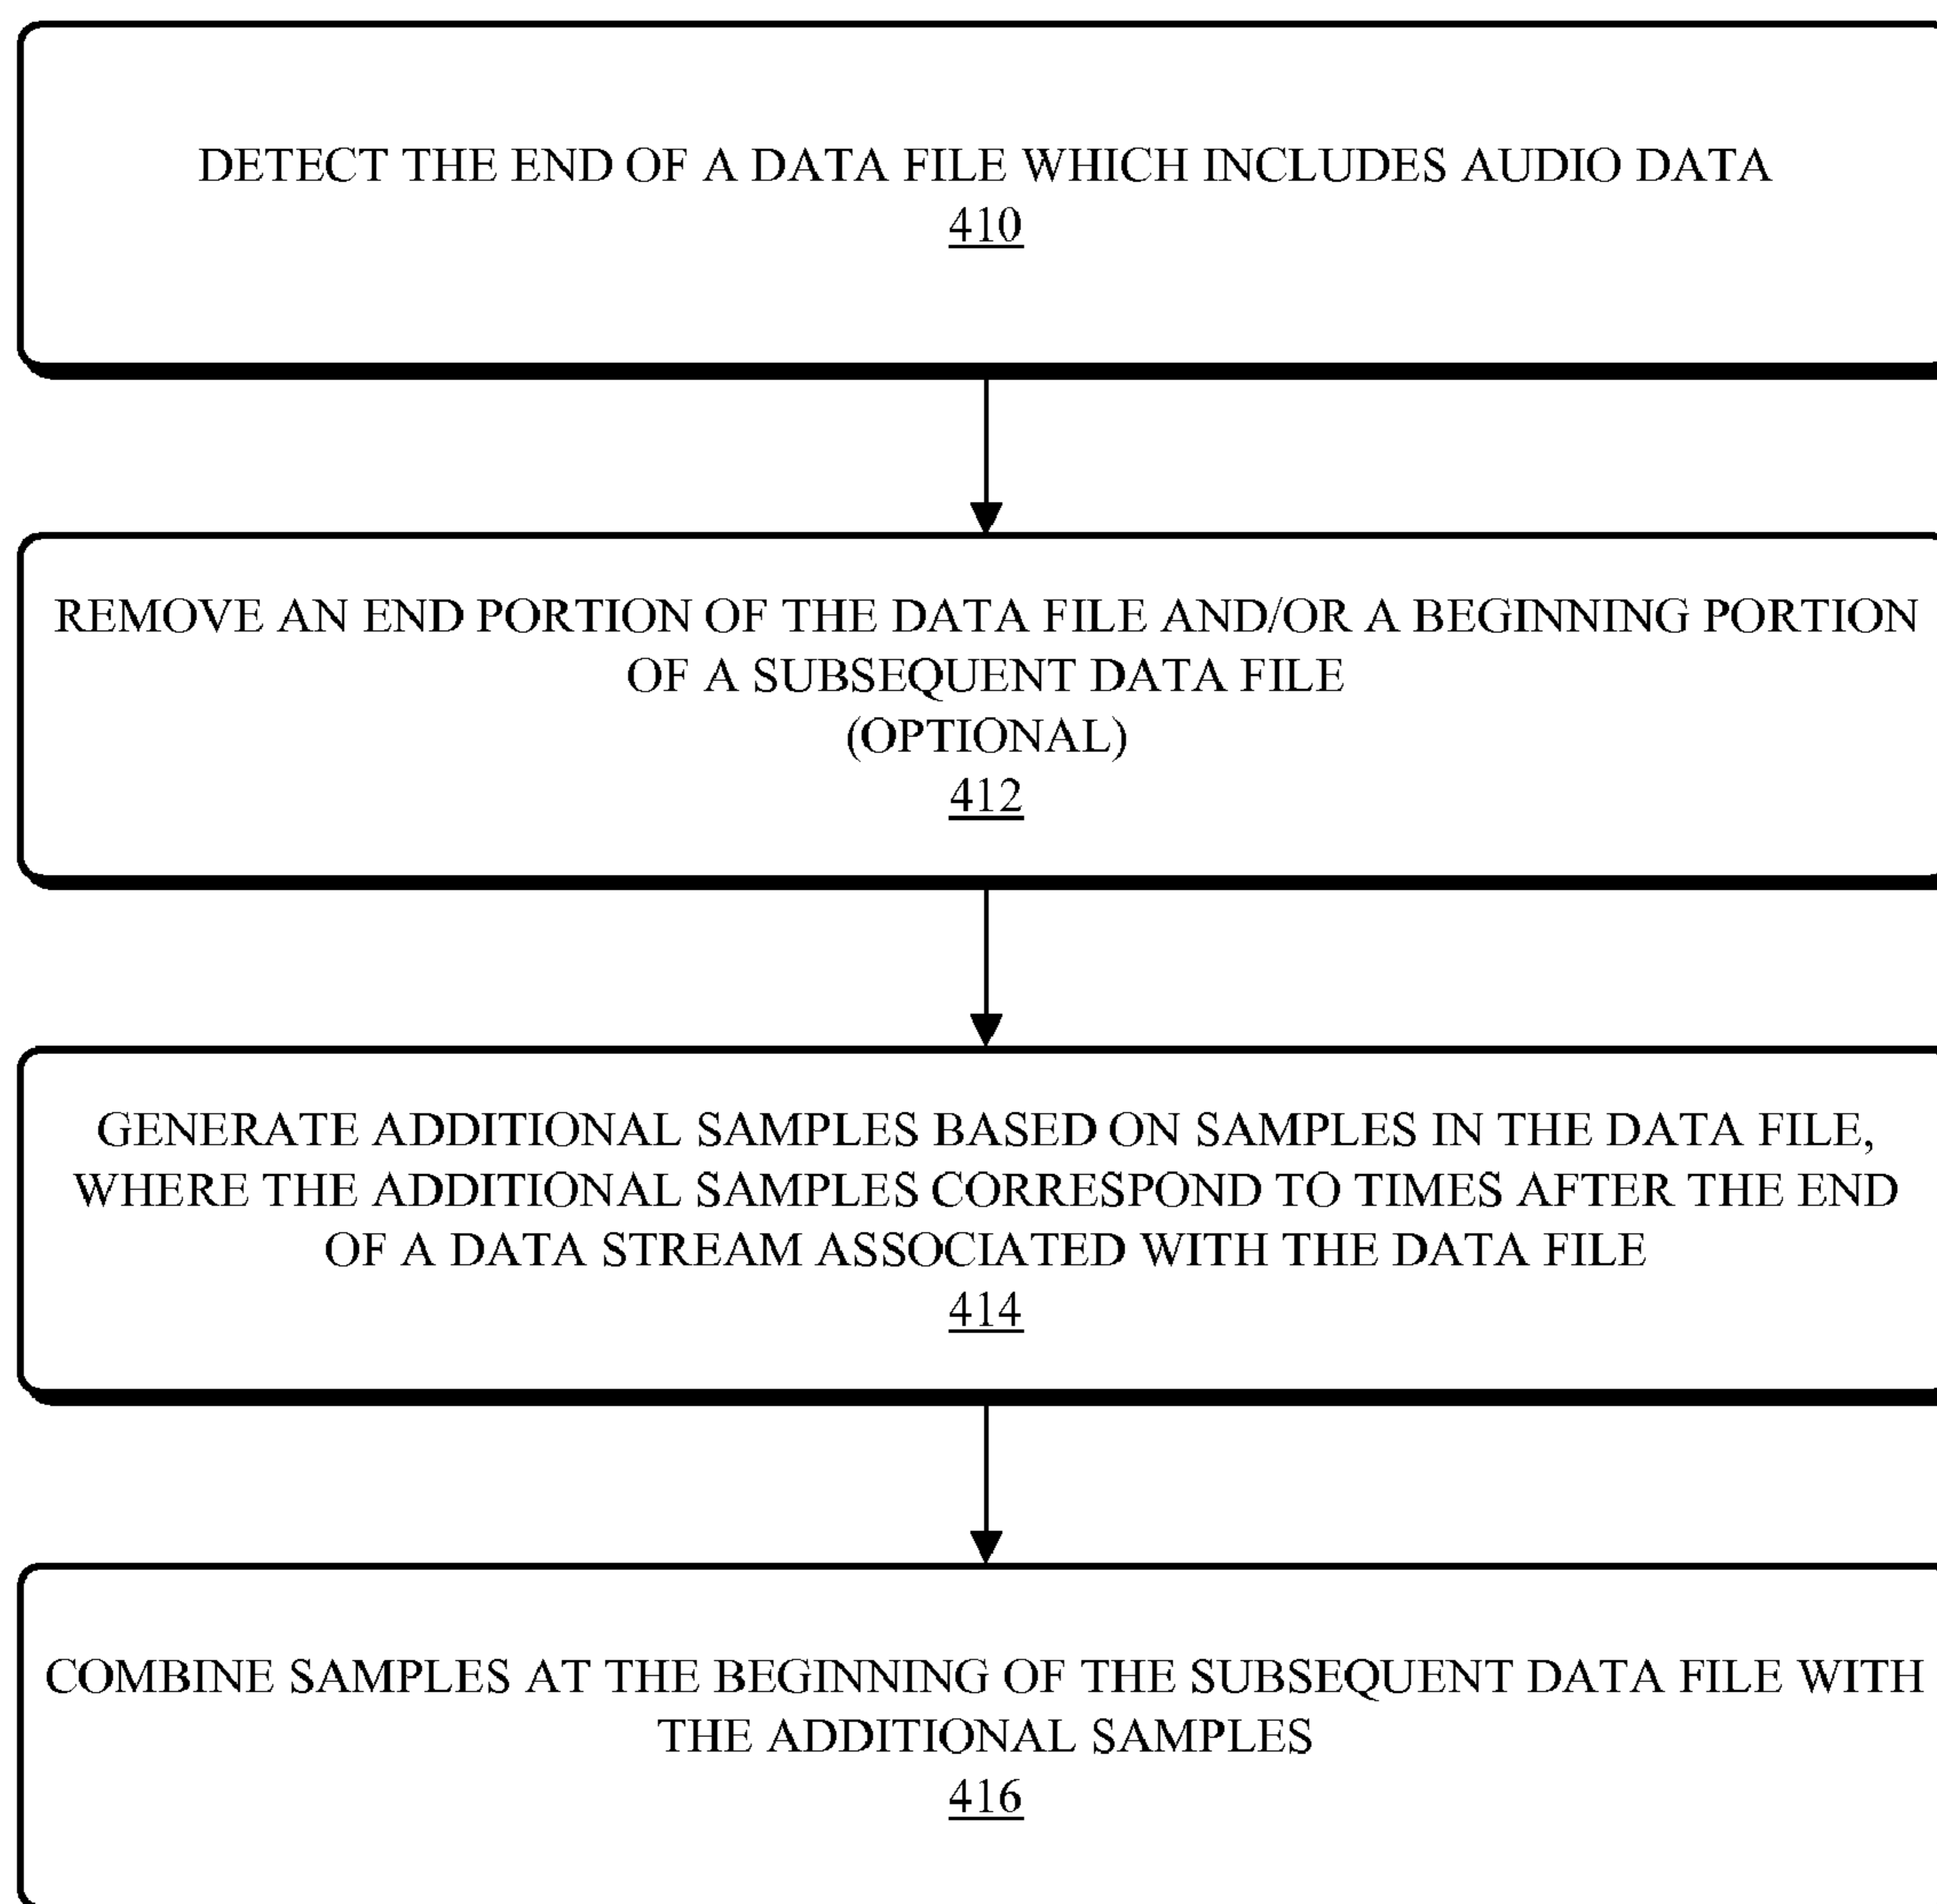 DETECT THE END OF A DATA FILE WHICH INCLUDES AUDIO DATA
410
REMOVE AN END PORTION OF THE DATA FILE AND/OR A BEGINNING PORTION
OF A SUBSEQUENT DATA FILE
(OPTIONAL)
412
GENERATE ADDITIONAL SAMPLES BASED ON SAMPLES IN THE DATA FILE,
WHERE THE ADDITIONAL SAMPLES CORRESPOND TO TIMES AFTER THE END
OF A DATA STREAM ASSOCIATED WITH THE DATA FILE
414
COMBINE SAMPLES AT THE BEGINNING OF THE SUBSEQUENT DATA FILE WITH
THE ADDITIONAL SAMPLES
416